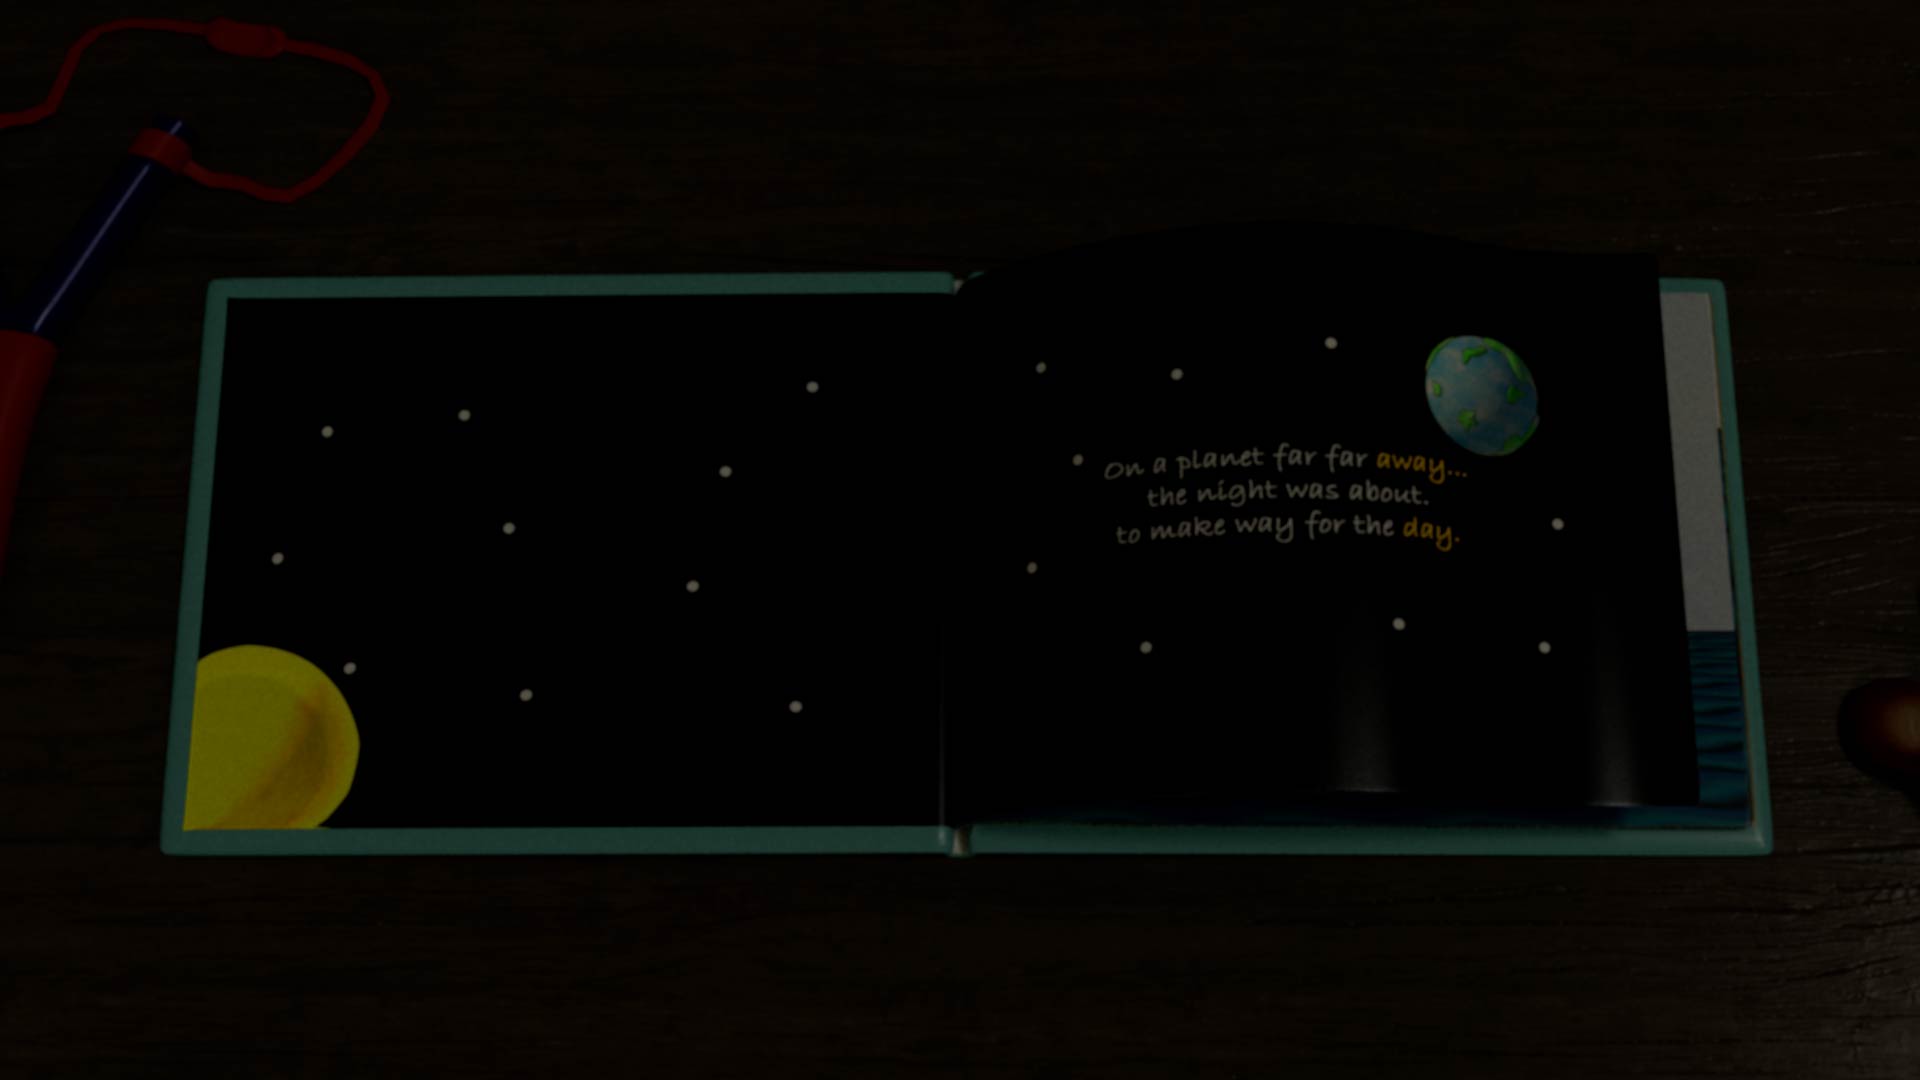 On a planet far far away...
the night was about.
to make way for the day.